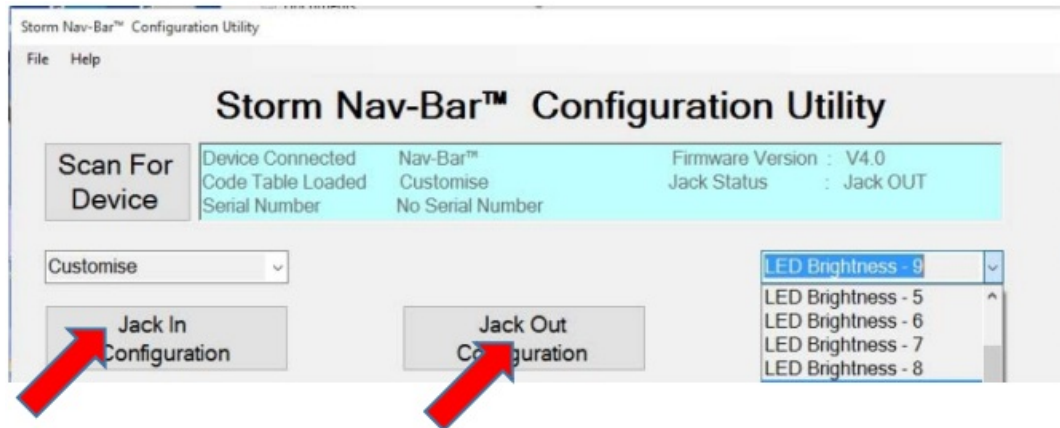 Storm Nav-Bar™ Configuration Utility
File Help
Storm Nav-Bar™ Configuration Utility
Scan For
Device
Device Connected Nav-Bar™ Firmware Version : V4.0
Code Table Loaded Customise Jack Status : Jack OUT
Serial Number No Serial Number
Customise
LED Brightness - 9
LED Brightness - 5
LED Brightness - 6
LED Brightness - 7
LED Brightness - 8
Jack In
Configuration
Jack Out
Configuration